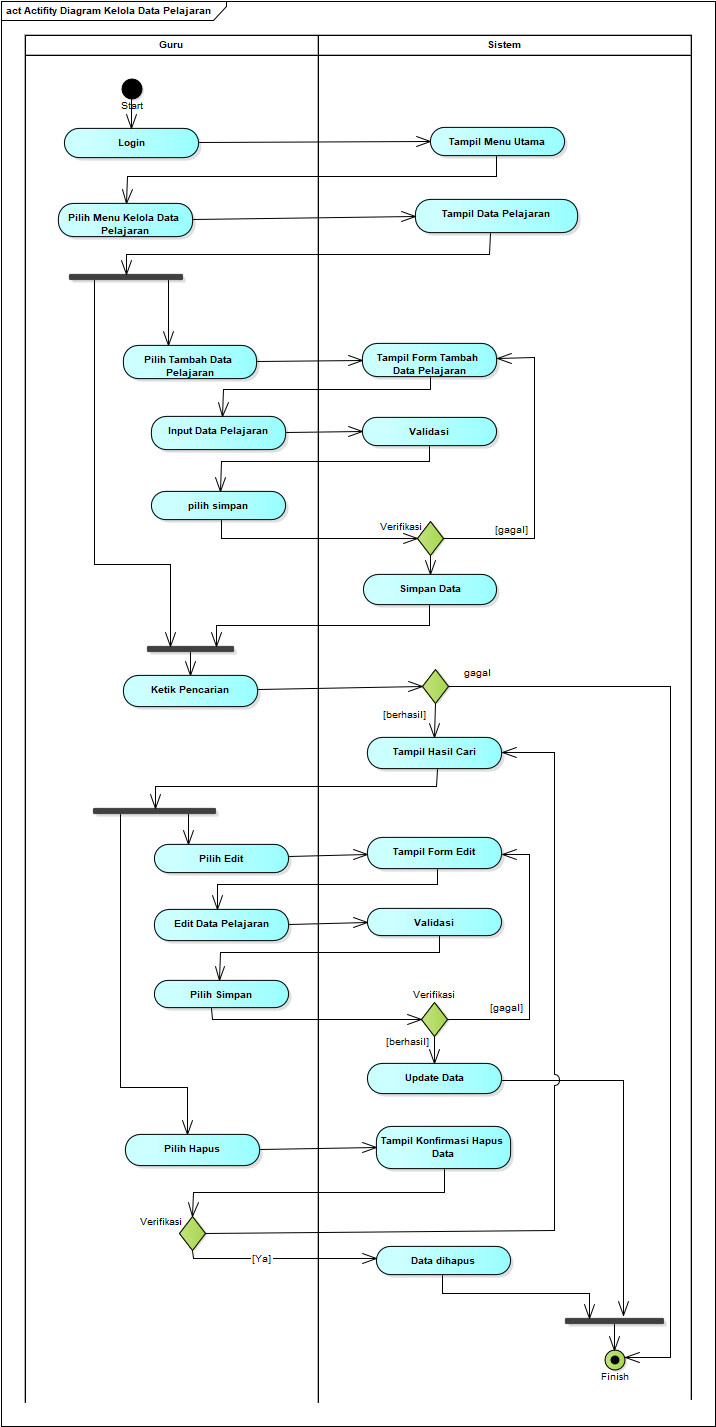 act Actifity Diagram Kelola Data Pelajaran
Guru
Sistem
Start
Login
Tampil Menu Utama
Pilih Menu Kelola Data
Pelajaran
Tampil Data Pelajaran
Pilih Tambah Data
Pelajaran
Tampil Form Tambah
Data Pelajaran
Input Data Pelajaran
Validasi
pilih simpan
Verifikasi
[gagal]
Simpan Data
Ketik Pencarian
gagal
[berhasil]
Tampil Hasil Cari
Pilih Edit
Tampil Form Edit
Edit Data Pelajaran
Validasi
Pilih Simpan
Verifikasi
[gagal]
[berhasil]
Update Data
Pilih Hapus
Tampil Konfirmasi Hapus
Data
Verifikasi
[Ya]
Data dihapus
Finish